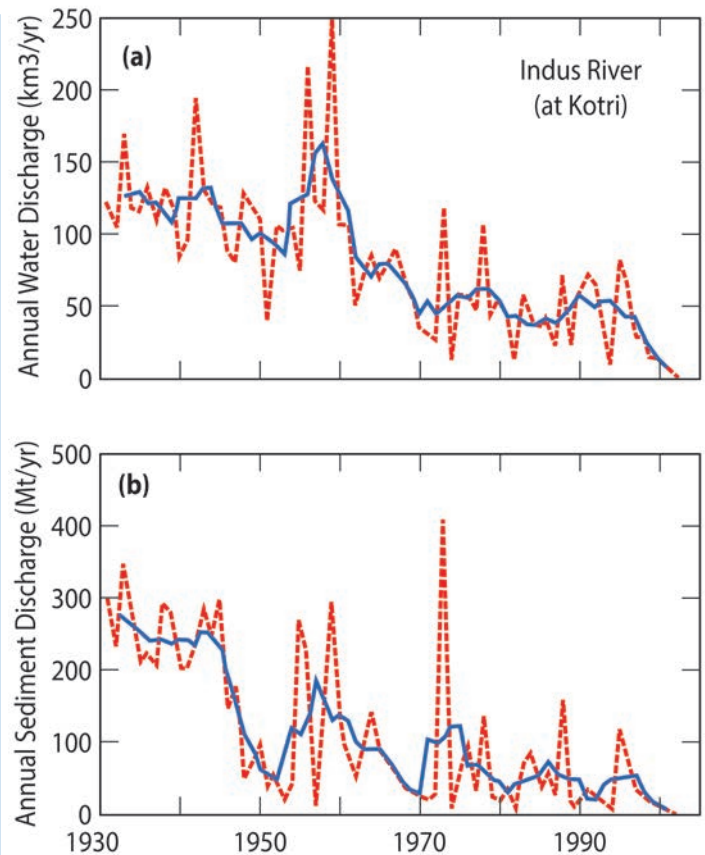 Annual Water Discharge (km3/yr)
250
200
150
100
50
0
(a)
Indus River
(at Kotri)
Annual Sediment Discharge (Mt/yr)
500
400
300
200
100
0
(b)
1930 1950 1970 1990